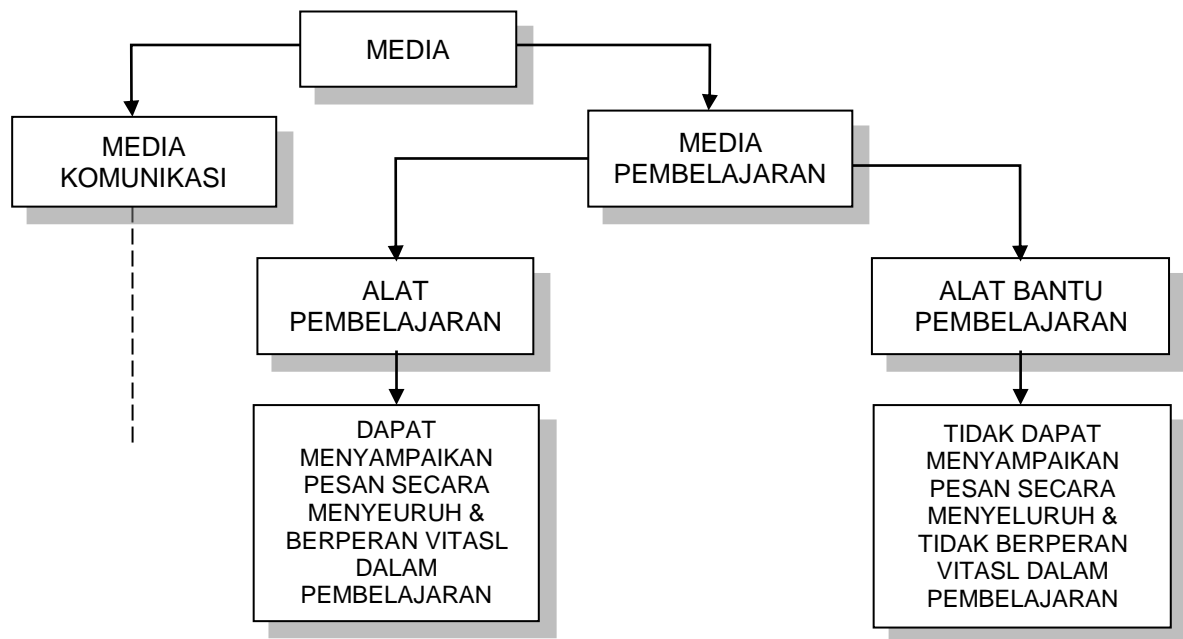 MEDIA
MEDIA
KOMUNIKASI
MEDIA
PEMBELAJARAN
ALAT
PEMBELAJARAN
ALAT BANTU
PEMBELAJARAN
DAPAT
MENYAMPAIKAN
PESAN SECARA
MENYEURUH &
BERPERAN VITASL
DALAM
PEMBELAJARAN
TIDAK DAPAT
MENYAMPAIKAN
PESAN SECARA
MENYELURUH &
TIDAK BERPERAN
VITASL DALAM
PEMBELAJARAN